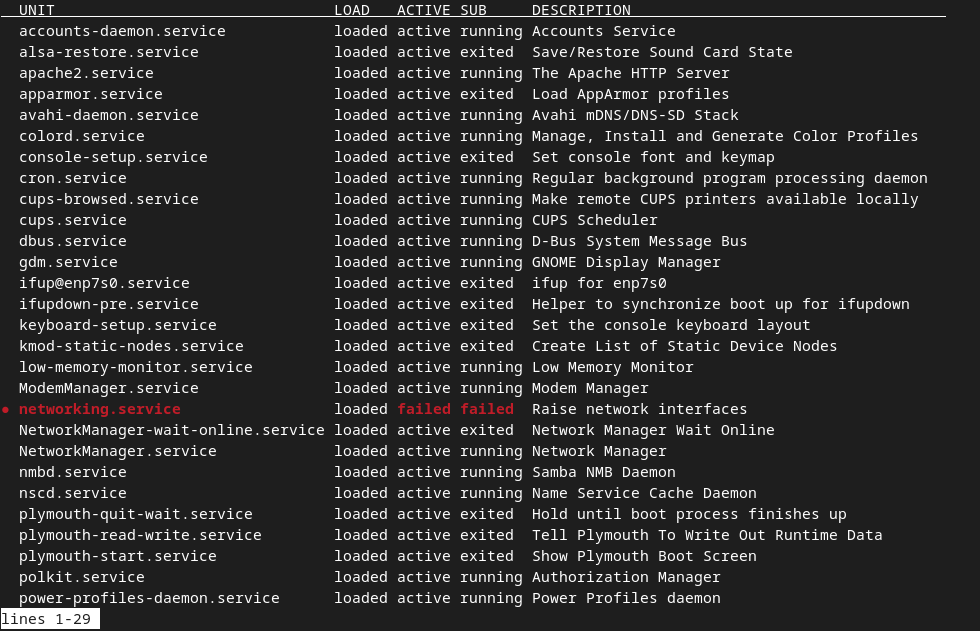 UNIT LOAD ACTIVE SUB DESCRIPTION
accounts-daemon.service loaded active running Accounts Service
alsa-restore.service loaded active exited Save/Restore Sound Card State
apache2.service loaded active running The Apache HTTP Server
apparmor.service loaded active exited Load AppArmor profiles
avahi-daemon.service loaded active running Avahi mDNS/DNS-SD Stack
colord.service loaded active running Manage, Install and Generate Color Profiles
console-setup.service loaded active exited Set console font and keymap
cron.service loaded active running Regular background program processing daemon
cups-browsed.service loaded active running Make remote CUPS printers available locally
cups.service loaded active running CUPS Scheduler
dbus.service loaded active running D-Bus System Message Bus
gdm.service loaded active running GNOME Display Manager
ifup@enp7s0.service loaded active exited ifup for enp7s0
ifupdown-pre.service loaded active exited Helper to synchronize boot up for ifupdown
keyboard-setup.service loaded active exited Set the console keyboard layout
kmod-static-nodes.service loaded active exited Create List of Static Device Nodes
low-memory-monitor.service loaded active running Low Memory Monitor
ModemManager.service loaded active running Modem Manager
● networking.service loaded failed failed Raise network interfaces
NetworkManager-wait-online.service loaded active exited Network Manager Wait Online
NetworkManager.service loaded active running Network Manager
nmbd.service loaded active running Samba NMB Daemon
nscd.service loaded active running Name Service Cache Daemon
plymouth-quit-wait.service loaded active exited Hold until boot process finishes up
plymouth-read-write.service loaded active exited Tell Plymouth To Write Out Runtime Data
plymouth-start.service loaded active exited Show Plymouth Boot Screen
polkit.service loaded active running Authorization Manager
power-profiles-daemon.service loaded active running Power Profiles daemon
lines 1-29